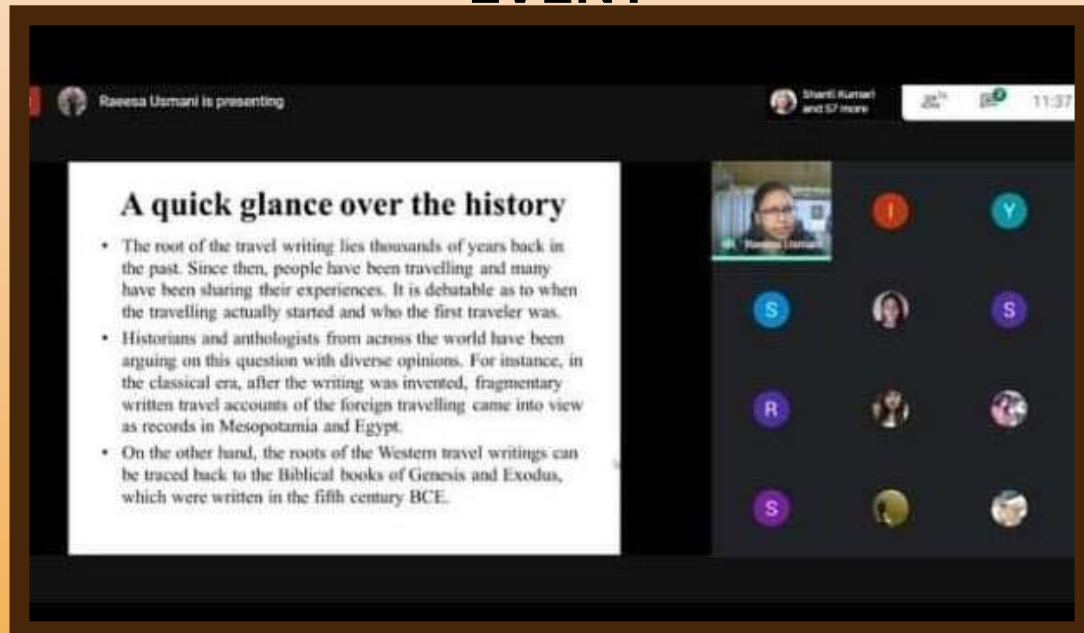 EVENT
Raeesa Usmani is presenting
Shanti Kumari
and 57 more
11:37
A quick glance over the history
• The root of the travel writing lies thousands of years back in
the past. Since then, people have been travelling and many
have been sharing their experiences. It is debatable as to when
the travelling actually started and who the first traveler was.
• Historians and anthologists from across the world have been
arguing on this question with diverse opinions. For instance, in
the classical era, after the writing was invented, fragmentary
written travel accounts of the foreign travelling came into view
as records in Mesopotamia and Egypt.
• On the other hand, the roots of the Western travel writings can
be traced back to the Biblical books of Genesis and Exodus,
which were written in the fifth century BCE.
Raeesa Usmani
I
Y
S
S
R
S